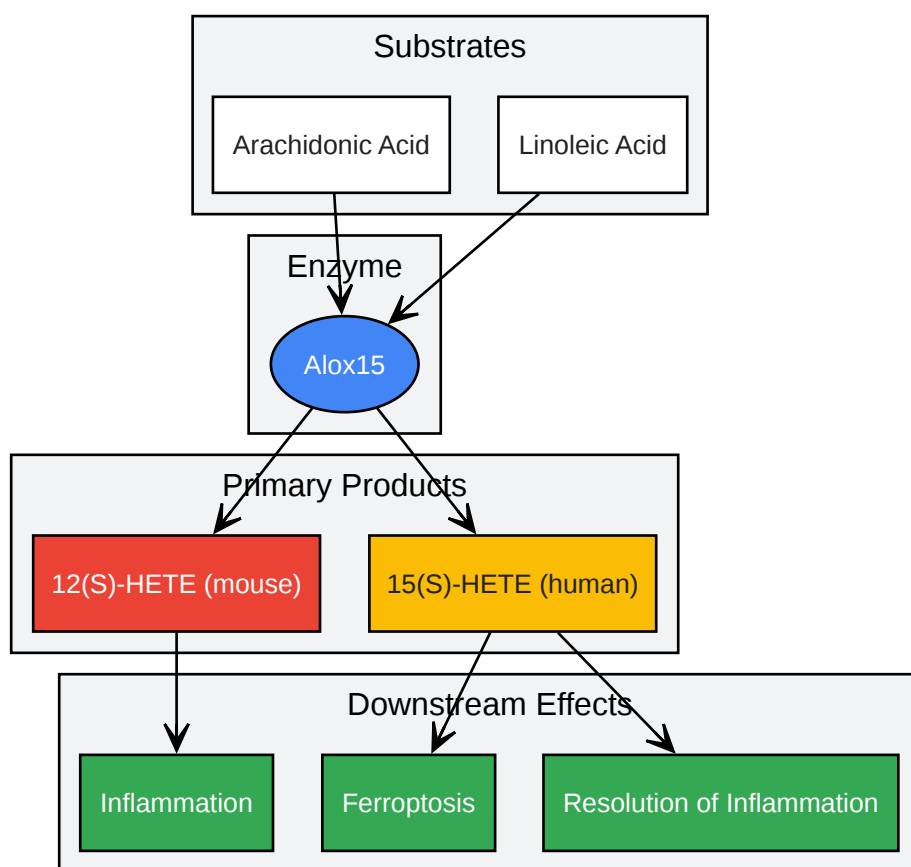 Substrates
Arachidonic Acid
Linoleic Acid
Enzyme
Alox15
Primary Products
12(S)-HETE (mouse)
15(S)-HETE (human)
Downstream Effects
Inflammation
Ferroptosis
Resolution of Inflammation